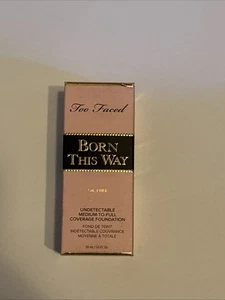 Too Faced
BORN
THIS WAY
UNDETECTABLE
MEDIUM-TO-FULL
COVERAGE FOUNDATION
FOND DE TEINT
INDÉTECTABLE COUVRANCE
MOYENNE À TOTALE